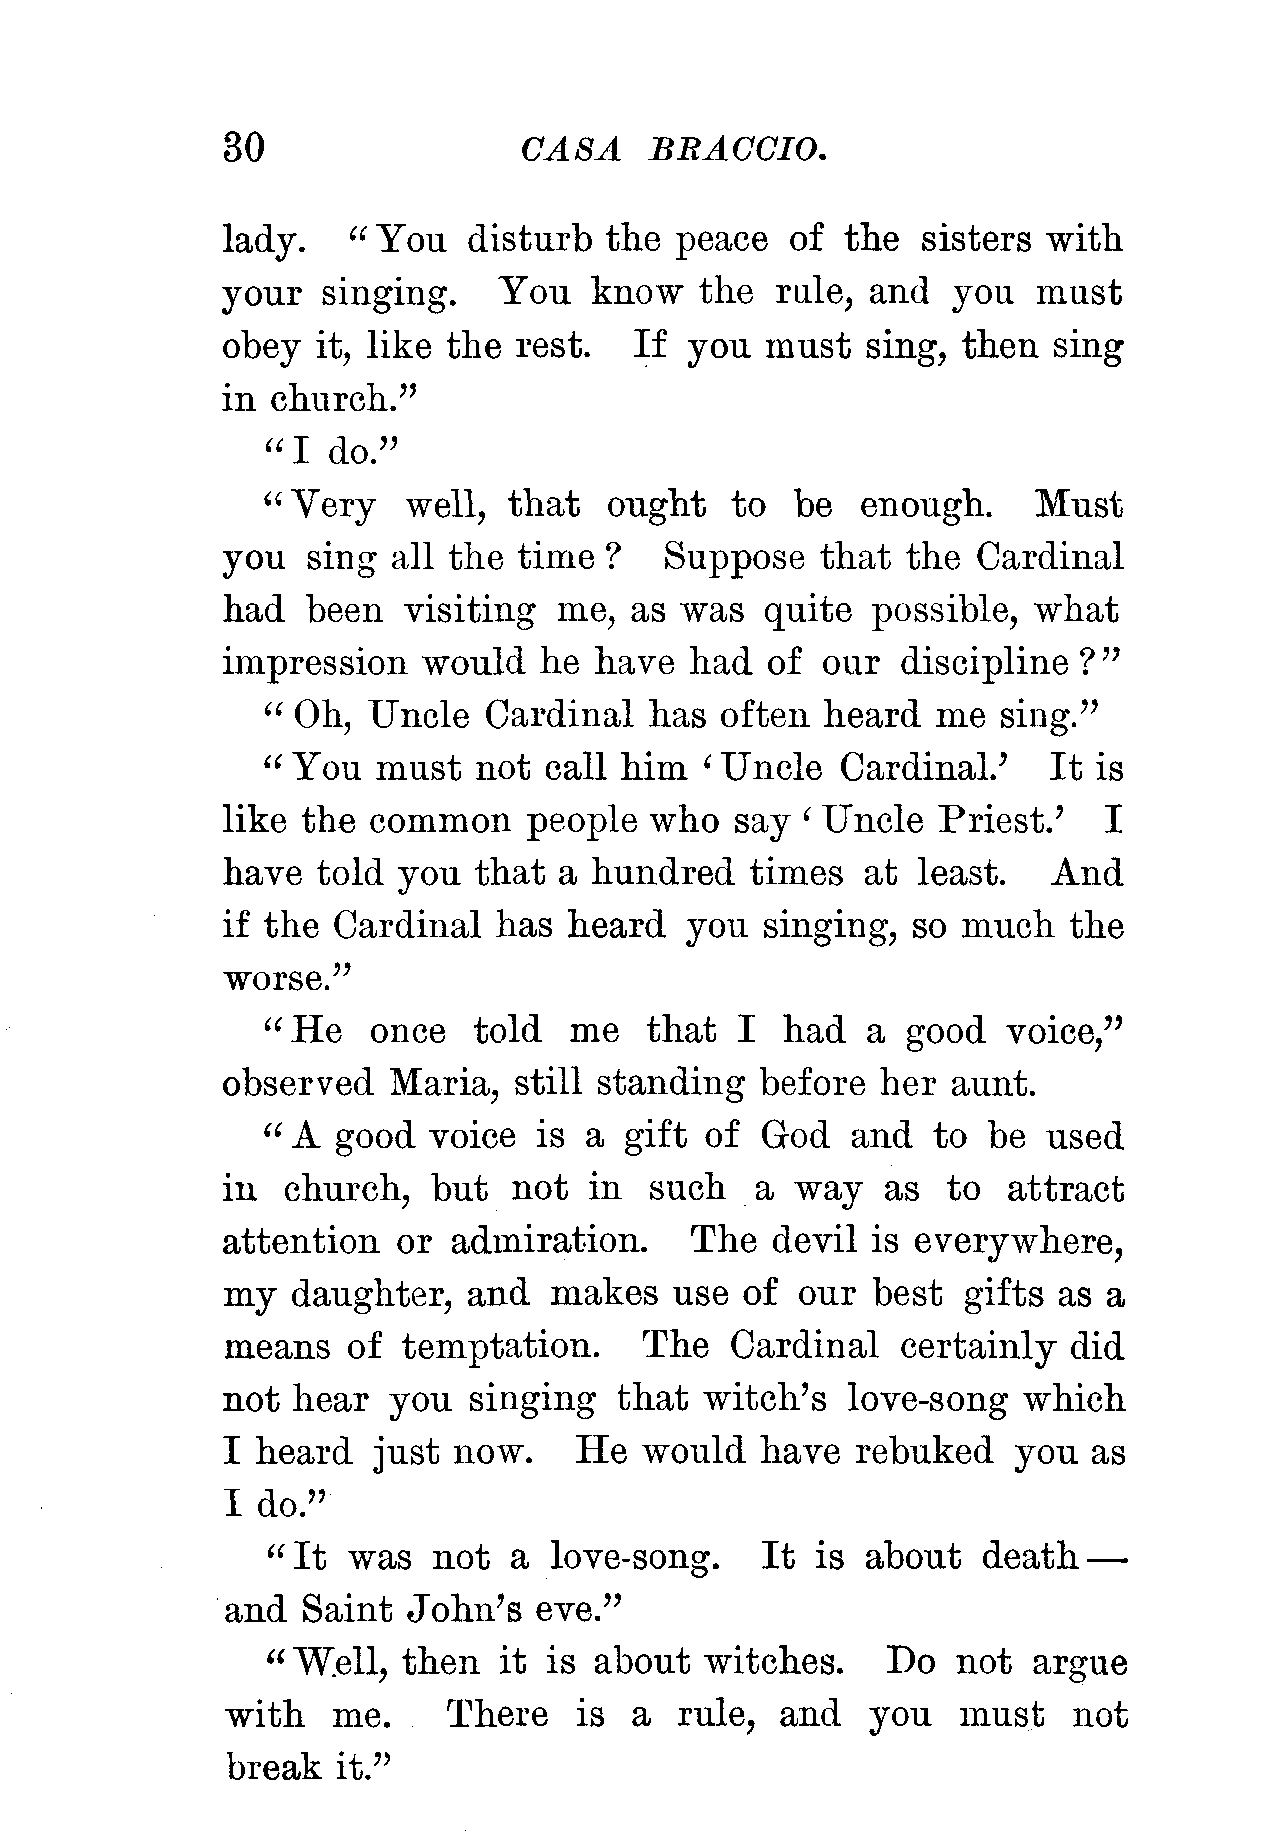 30 CASA BRACCIO.
lady. "You disturb the peace of the sisters with
your singing. You know the rule, and you must
obey it, like the rest. If you must sing, then sing
in church."
"I do."
"Very well, that ought to be enough. Must
you sing all the time? Suppose that the Cardinal
had been visiting me, as was quite possible, what
impression would he have had of our discipline?"
"Oh, Uncle Cardinal has often heard me sing."
"You must not call him 'Uncle Cardinal.' It is
like the common people who say 'Uncle Priest.' I
have told you that a hundred times at least. And
if the Cardinal has heard you singing, so much the
worse."
"He once told me that I had a good voice,"
observed Maria, still standing before her aunt.
"A good voice is a gift of God and to be used
in church, but not in such a way as to attract
attention or admiration. The devil is everywhere,
my daughter, and makes use of our best gifts as a
means of temptation. The Cardinal certainly did
not hear you singing that witch's love-song which
I heard just now. He would have rebuked you as
I do."
"It was not a love-song. It is about death—
and Saint John's eve."
"Well, then it is about witches. Do not argue
with me. There is a rule, and you must not
break it."